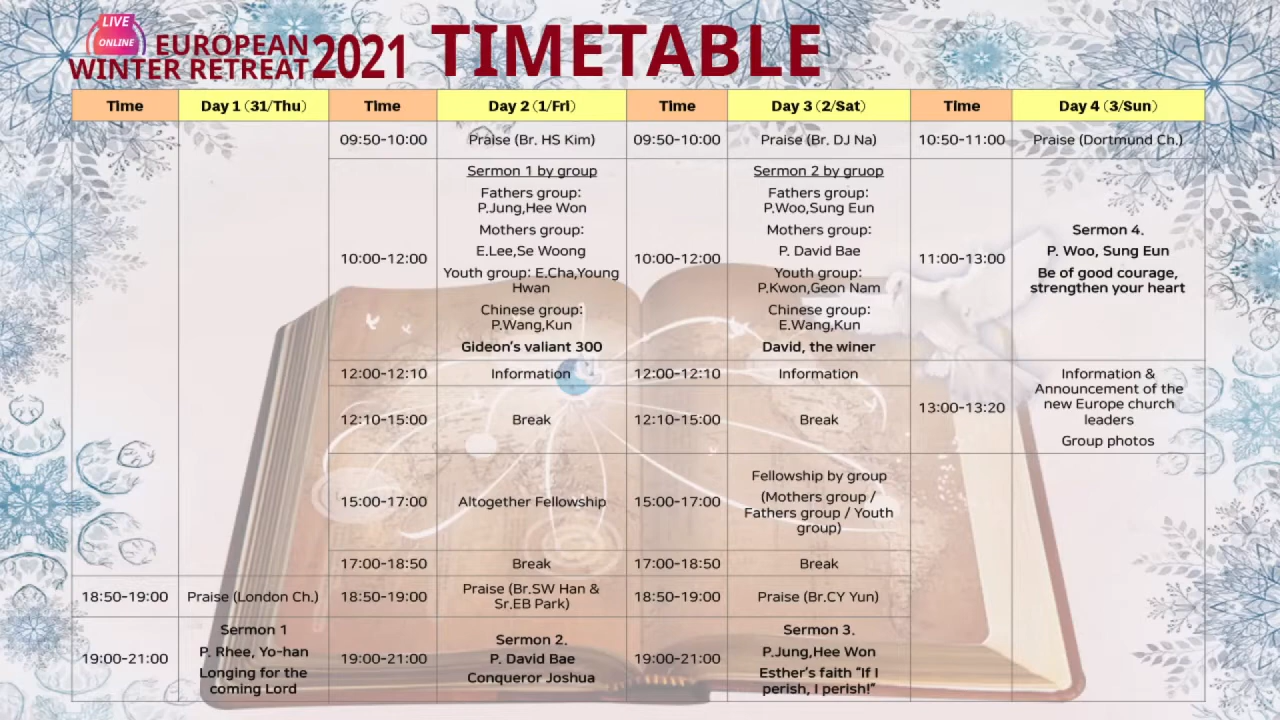 LIVE
ONLINE
EUROPEAN
WINTER RETREAT 2021 TIMETABLE
Time Day 1 (31/Thu) Time Day 2 (1/Fri) Time Day 3 (2/Sat) Time Day 4 (3/Sun)
09:50-10:00 Praise (Br. HS Kim) 09:50-10:00 Praise (Br. DJ Na) 10:50-11:00 Praise (Dortmund Ch.)
10:00-12:00
Sermon 1 by group
Fathers group:
P.Jung,Hee Won
Mothers group:
E.Lee,Se Woong
Youth group: E.Cha,Young
Hwan
Chinese group:
P.Wang,Kun
Gideon's valiant 300
10:00-12:00
Sermon 2 by gruop
Fathers group:
P.Woo,Sung Eun
Mothers group:
P. David Bae
Youth group:
P.Kwon,Geon Nam
Chinese group:
E.Wang,Kun
David, the winer
11:00-13:00
Sermon 4.
P. Woo, Sung Eun
Be of good courage,
strengthen your heart
12:00-12:10 Information 12:00-12:10 Information
12:10-15:00 Break 12:10-15:00 Break
13:00-13:20
Information &
Announcement of the
new Europe church
leaders
Group photos
15:00-17:00 Altogether Fellowship 15:00-17:00
Fellowship by group
(Mothers group /
Fathers group / Youth
group)
17:00-18:50 Break 17:00-18:50 Break
18:50-19:00 Praise (London Ch.) 18:50-19:00
Praise (Br.SW Han &
Sr.EB Park)
18:50-19:00 Praise (Br.CY Yun)
19:00-21:00
Sermon 1
P. Rhee, Yo-han
Longing for the
coming Lord
19:00-21:00
Sermon 2.
P. David Bae
Conqueror Joshua
19:00-21:00
Sermon 3.
P.Jung,Hee Won
Esther's faith "If I
perish, I perish!"